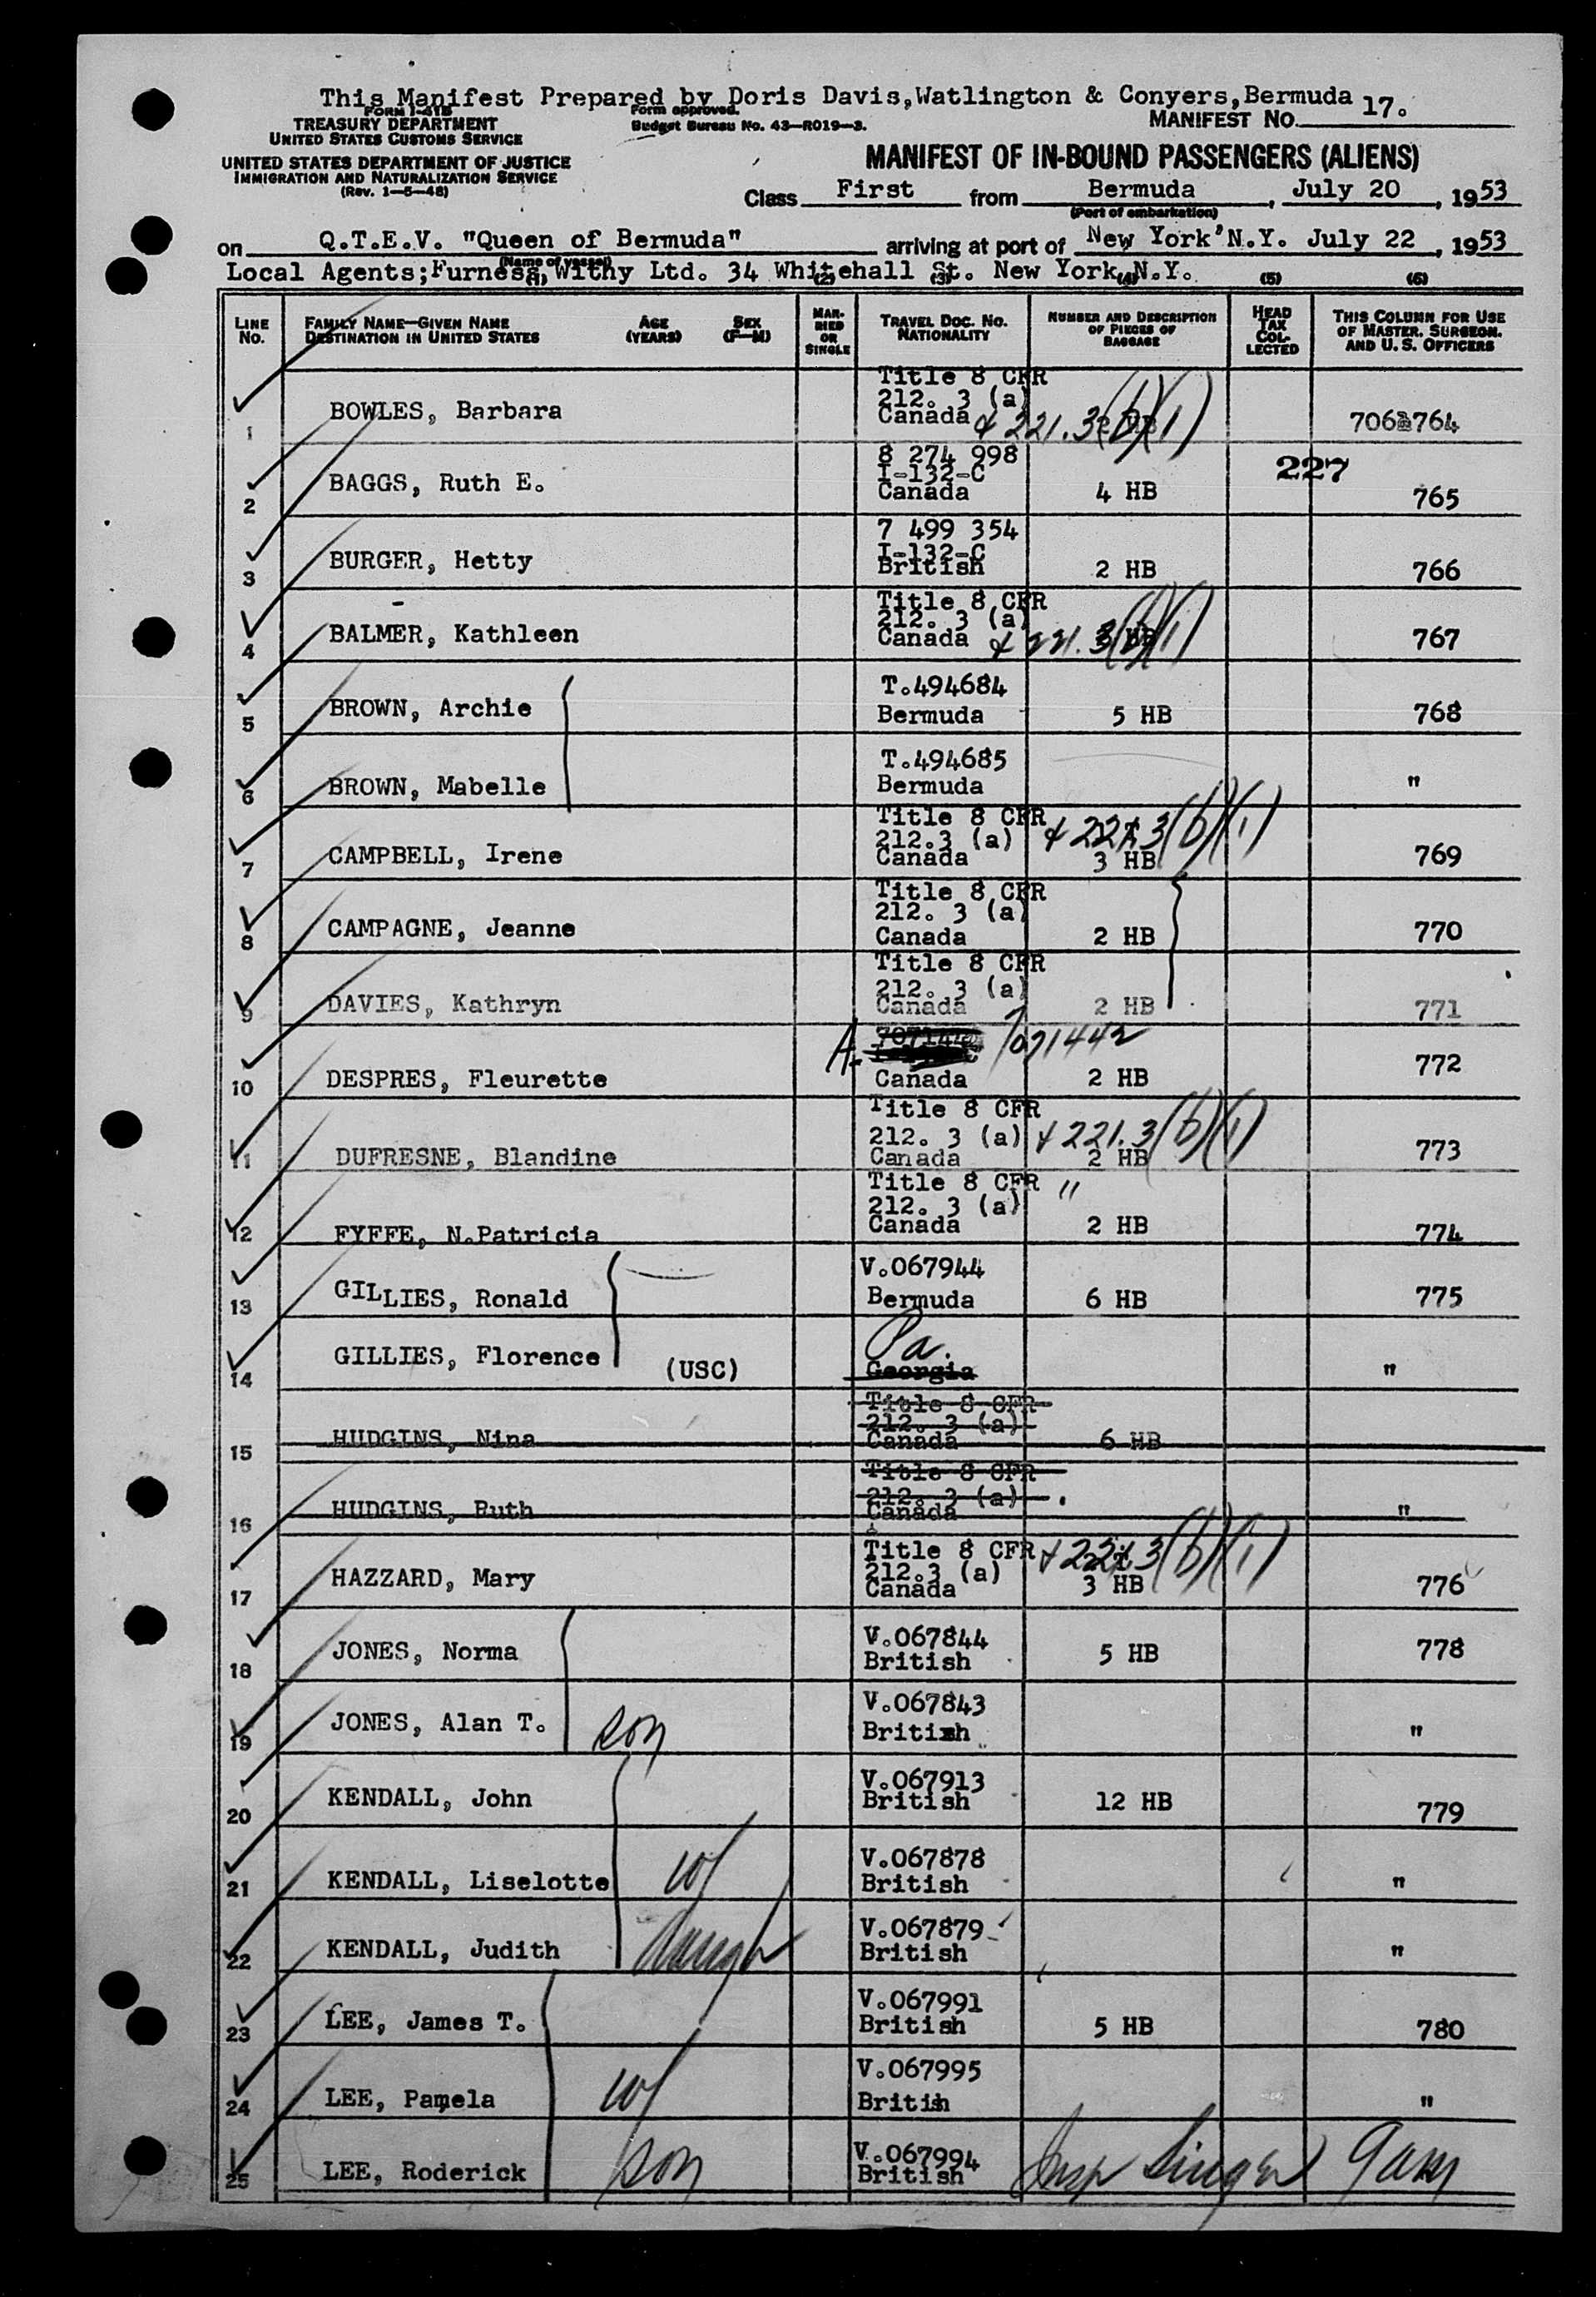 This Manifest Prepared by Doris Davis,Watlington & Conyers,Bermuda
FORM I-41B
TREASURY DEPARTMENT
UNITED STATES CUSTOMS SERVICE
Form approved.
Budget Bureau No. 43—R019—3.
MANIFEST NO. 17.
UNITED STATES DEPARTMENT OF JUSTICE
IMMIGRATION AND NATURALIZATION SERVICE
(Rev. 1—5—48)
MANIFEST OF IN-BOUND PASSENGERS (ALIENS)
Class First from Bermuda, July 20, 1953
(Port of embarkation)
on Q.T.E.V. "Queen of Bermuda" arriving at port of New York'N.Y. July 22, 1953
(Name of vessel)
Local Agents;Furness,Withy Ltd. 34 Whitehall St. New York,N.Y.
(1) (2) (3) (4) (5) (6)
LINE No.
FAMILY NAME—GIVEN NAME
DESTINATION IN UNITED STATES
AGE (YEARS)
SEX (F—M)
MARRIED OR SINGLE
TRAVEL DOC. NO.
NATIONALITY
NUMBER AND DESCRIPTION OF PIECES OF BAGGAGE
HEAD TAX COLLECTED
THIS COLUMN FOR USE OF MASTER, SURGEON, AND U. S. OFFICERS
Title 8 CFR
212. 3 (a)
1 BOWLES, Barbara Canada & 221.3(b)(1) 764
8 274 998
I-132-C
227
2 BAGGS, Ruth E. Canada 4 HB 765
7 499 354
I-132-C
3 BURGER, Hetty British 2 HB 766
Title 8 CFR
212. 3 (a)
4 BALMER, Kathleen Canada & 221.3(b)(1) 767
T.494684
5 BROWN, Archie Bermuda 5 HB 768
T.494685
6 BROWN, Mabelle Bermuda "
Title 8 CFR
212.3 (a) & 221.3(b)(1)
7 CAMPBELL, Irene Canada 3 HB 769
Title 8 CFR
212. 3 (a)
8 CAMPAGNE, Jeanne Canada 2 HB 770
Title 8 CFR
212. 3 (a)
9 DAVIES, Kathryn Canada 2 HB 771
A- 7071442
10 DESPRES, Fleurette Canada 2 HB 772
Title 8 CFR
212. 3 (a) & 221.3(b)(1)
11 DUFRESNE, Blandine Canada 2 HB 773
Title 8 CFR "
212. 3 (a)
12 FYFFE, N.Patricia Canada 2 HB 774
V.067944
13 GILLIES, Ronald Bermuda 6 HB 775
Pa.
14 GILLIES, Florence (USC) Georgia "
Title 8 CFR
212. 3 (a)
15 HUDGINS, Nina Canada 6 HB
Title 8 CFR
212. 3 (a)
16 HUDGINS, Ruth Canada "
Title 8 CFR & 221.3(b)(1)
212.3 (a)
17 HAZZARD, Mary Canada 3 HB 776
V.067844
18 JONES, Norma British 5 HB 778
V.067843
19 JONES, Alan T. son British "
V.067913
20 KENDALL, John British 12 HB 779
V.067878
21 KENDALL, Liselotte w/ British "
V.067879
22 KENDALL, Judith daugh British "
V.067991
23 LEE, James T. British 5 HB 780
V.067995
24 LEE, Pamela w/ British "
V.067994
25 LEE, Roderick son British Insp Singer